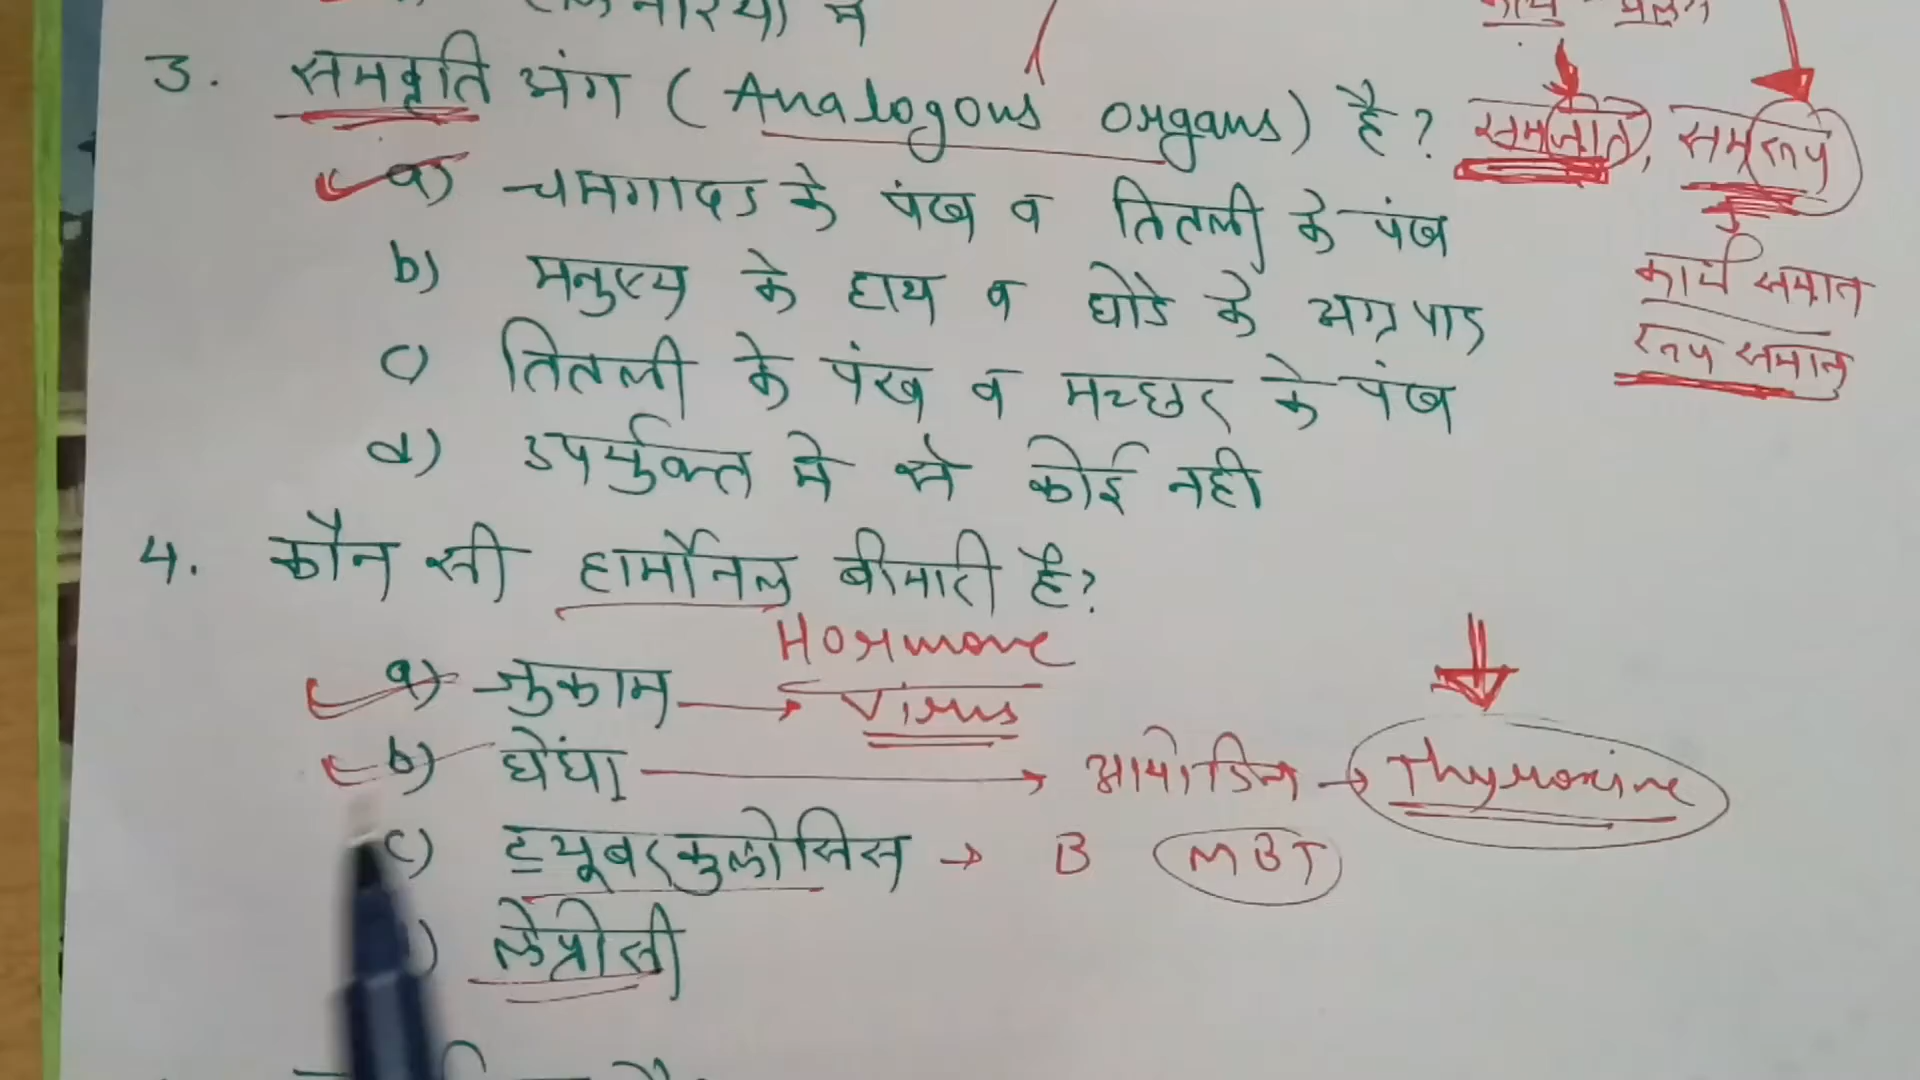 में
3. समवृति अंग ( Analogous organs) है?
समजात, समरूप
a) चमगादड के पंख व तितली के पंख
b) मनुष्य के हाथ व घोडे के अग्र पाद
कार्य समान
रूप समान
c) तितली के पंख व मच्छर के पंख
d) उपर्युक्त मे से कोई नही
4. कौन सी हार्मोनल बीमारी है?
Hormone
a) जुकाम → Virus
b) घेंघा → आयोडिन → Thyroxine
c) ट्यूबरकुलोसिस → B MBT
) लेप्रोसी